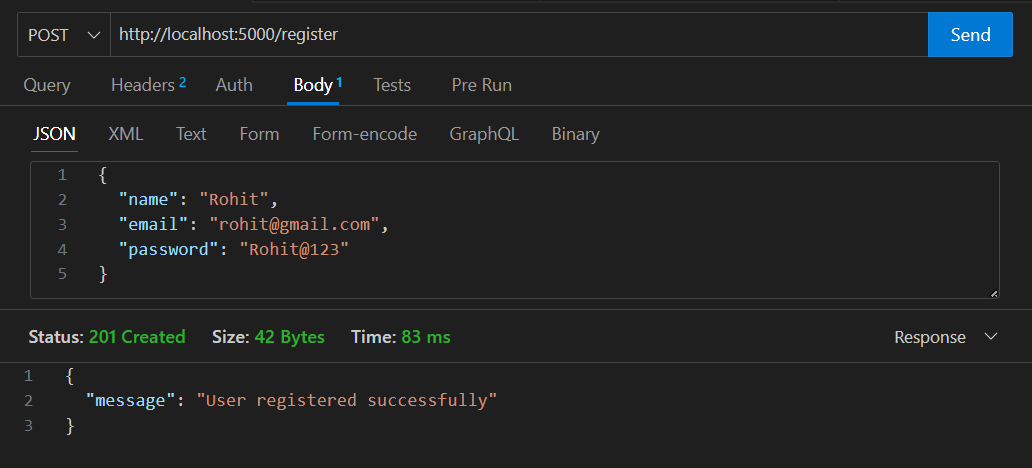 POST http://localhost:5000/register Send
Query Headers 2 Auth Body 1 Tests Pre Run
JSON XML Text Form Form-encode GraphQL Binary
1 {
2 "name": "Rohit",
3 "email": "rohit@gmail.com",
4 "password": "Rohit@123"
5 }
Status: 201 Created Size: 42 Bytes Time: 83 ms Response
1 {
2 "message": "User registered successfully"
3 }